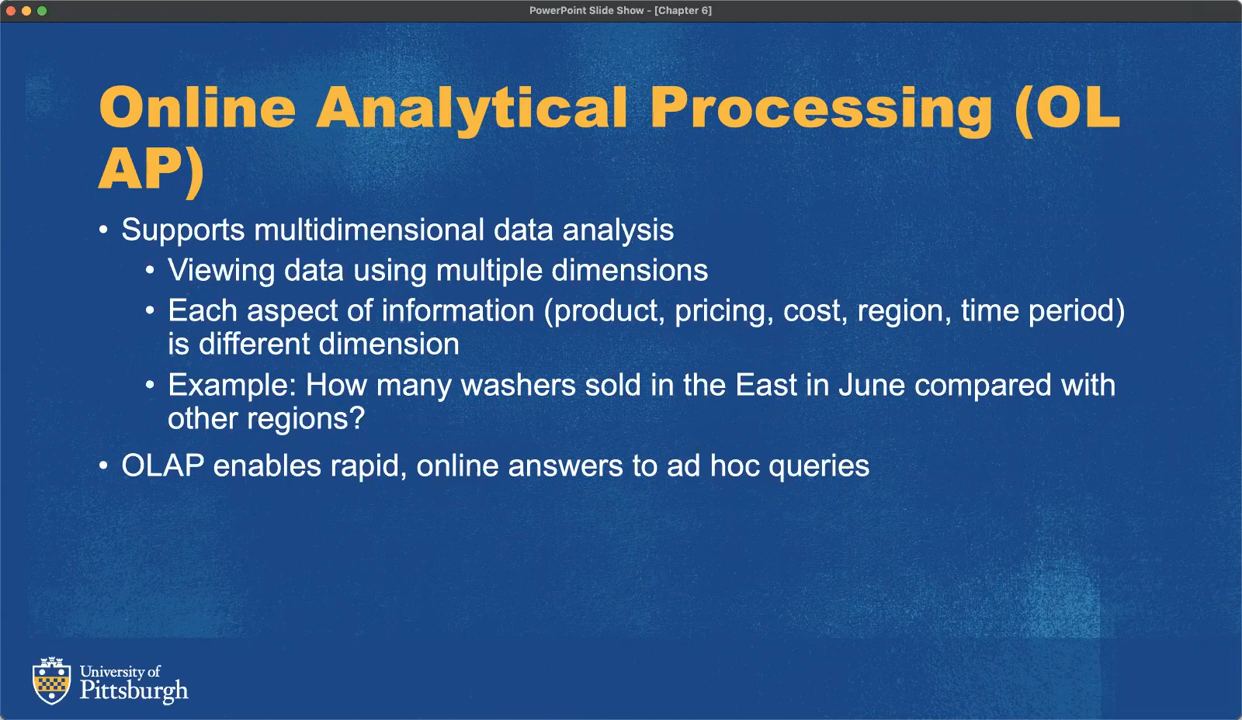 PowerPoint Slide Show - [Chapter 6]
Online Analytical Processing (OL
AP)
• Supports multidimensional data analysis
• Viewing data using multiple dimensions
• Each aspect of information (product, pricing, cost, region, time period)
is different dimension
• Example: How many washers sold in the East in June compared with
other regions?
• OLAP enables rapid, online answers to ad hoc queries
University of
Pittsburgh